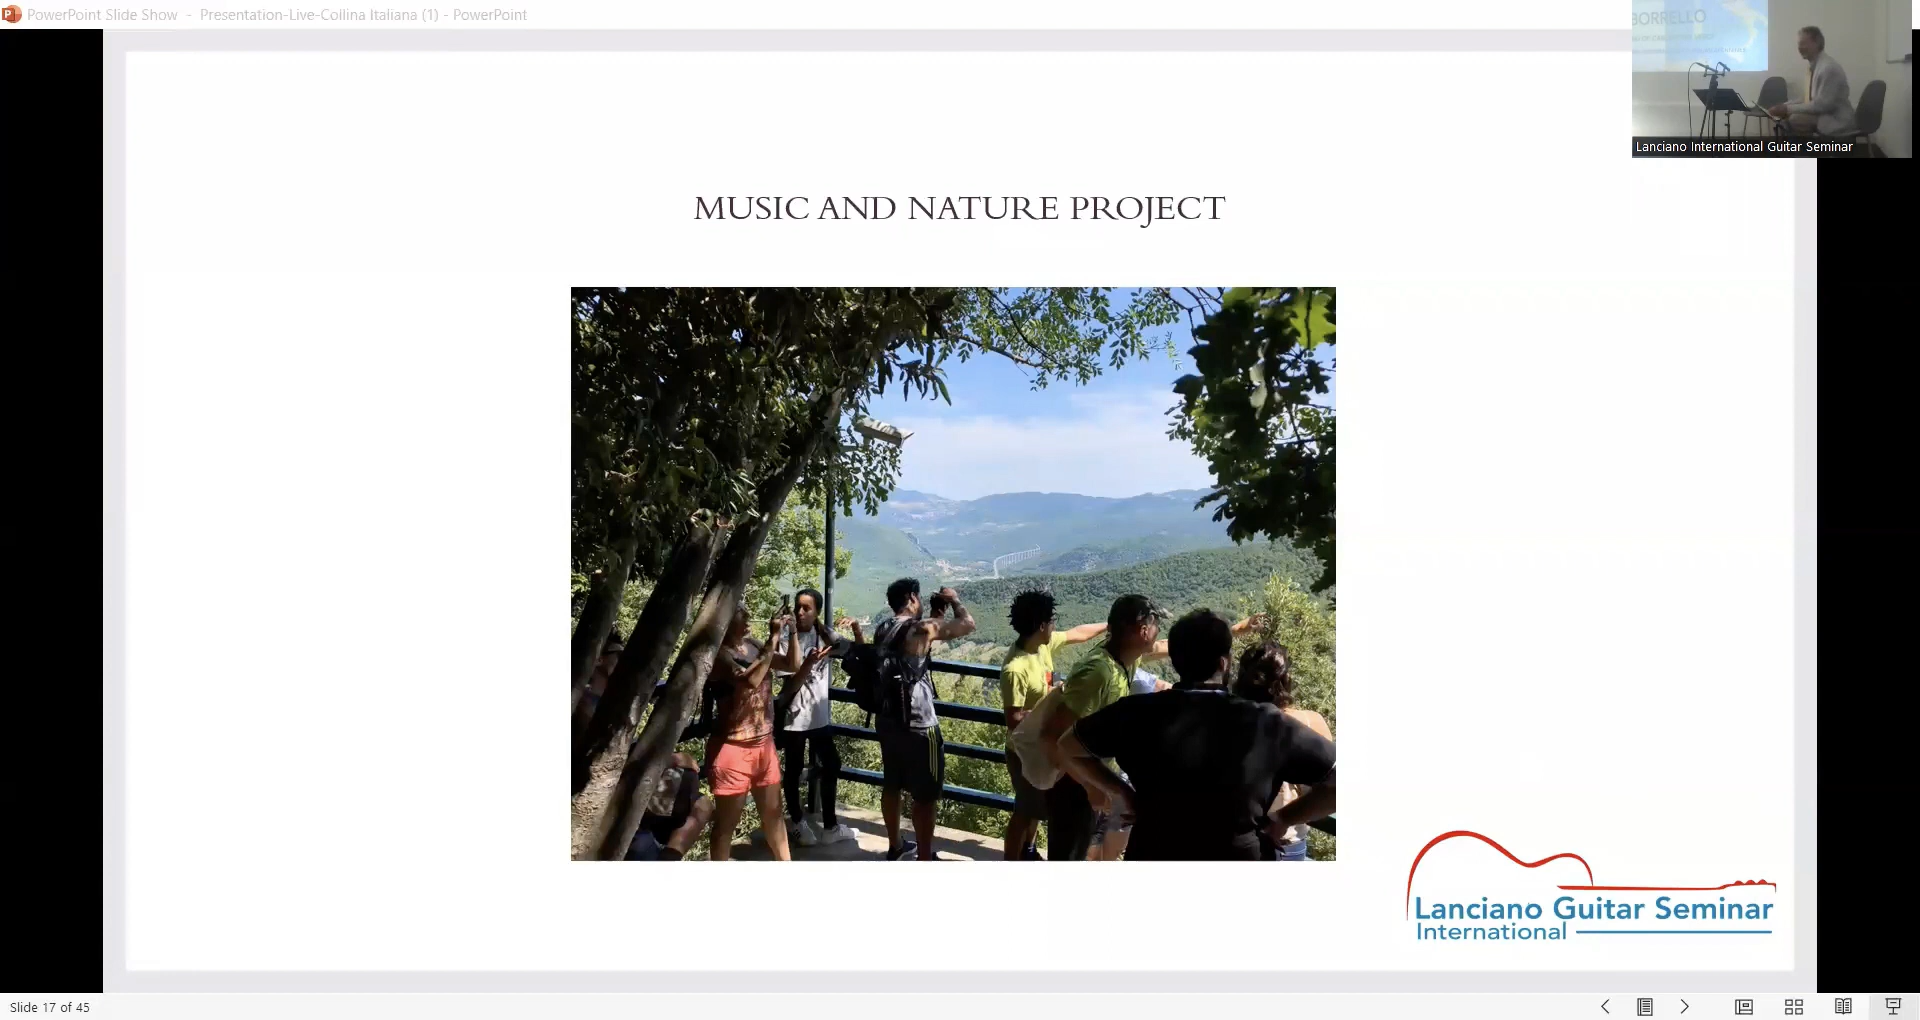 PowerPoint Slide Show - Presentation-Live-Collina Italiana (1) - PowerPoint
BORRELLO
Lanciano International Guitar Seminar
MUSIC AND NATURE PROJECT
Lanciano Guitar Seminar
International
Slide 17 of 45